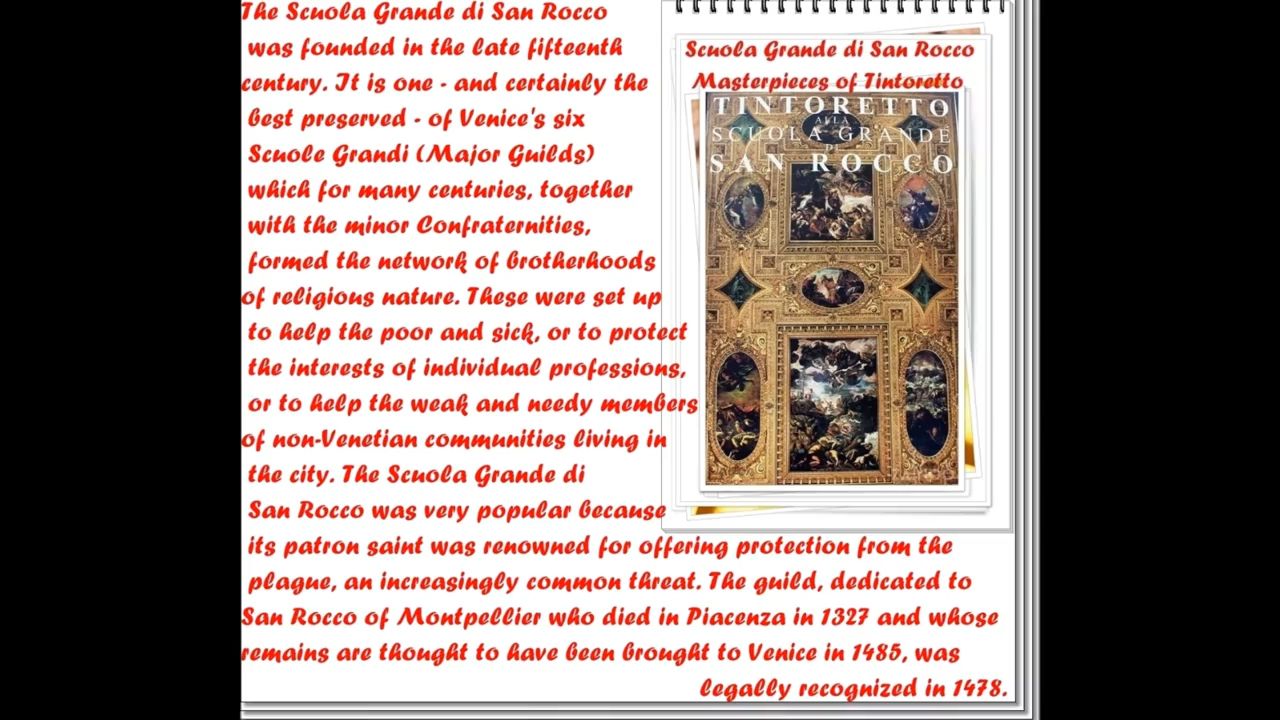 The Scuola Grande di San Rocco
was founded in the late fifteenth
century. It is one - and certainly the
best preserved - of Venice's six
Scuole Grandi (Major Guilds)
which for many centuries, together
with the minor Confraternities,
formed the network of brotherhoods
of religious nature. These were set up
to help the poor and sick, or to protect
the interests of individual professions,
or to help the weak and needy members
of non-Venetian communities living in
the city. The Scuola Grande di
San Rocco was very popular because
its patron saint was renowned for offering protection from the
plague, an increasingly common threat. The guild, dedicated to
San Rocco of Montpellier who died in Piacenza in 1327 and whose
remains are thought to have been brought to Venice in 1485, was
legally recognized in 1478.
Scuola Grande di San Rocco
Masterpieces of Tintoretto
TINTORETTO
ALLA
SCUOLA GRANDE
DI
SAN ROCCO